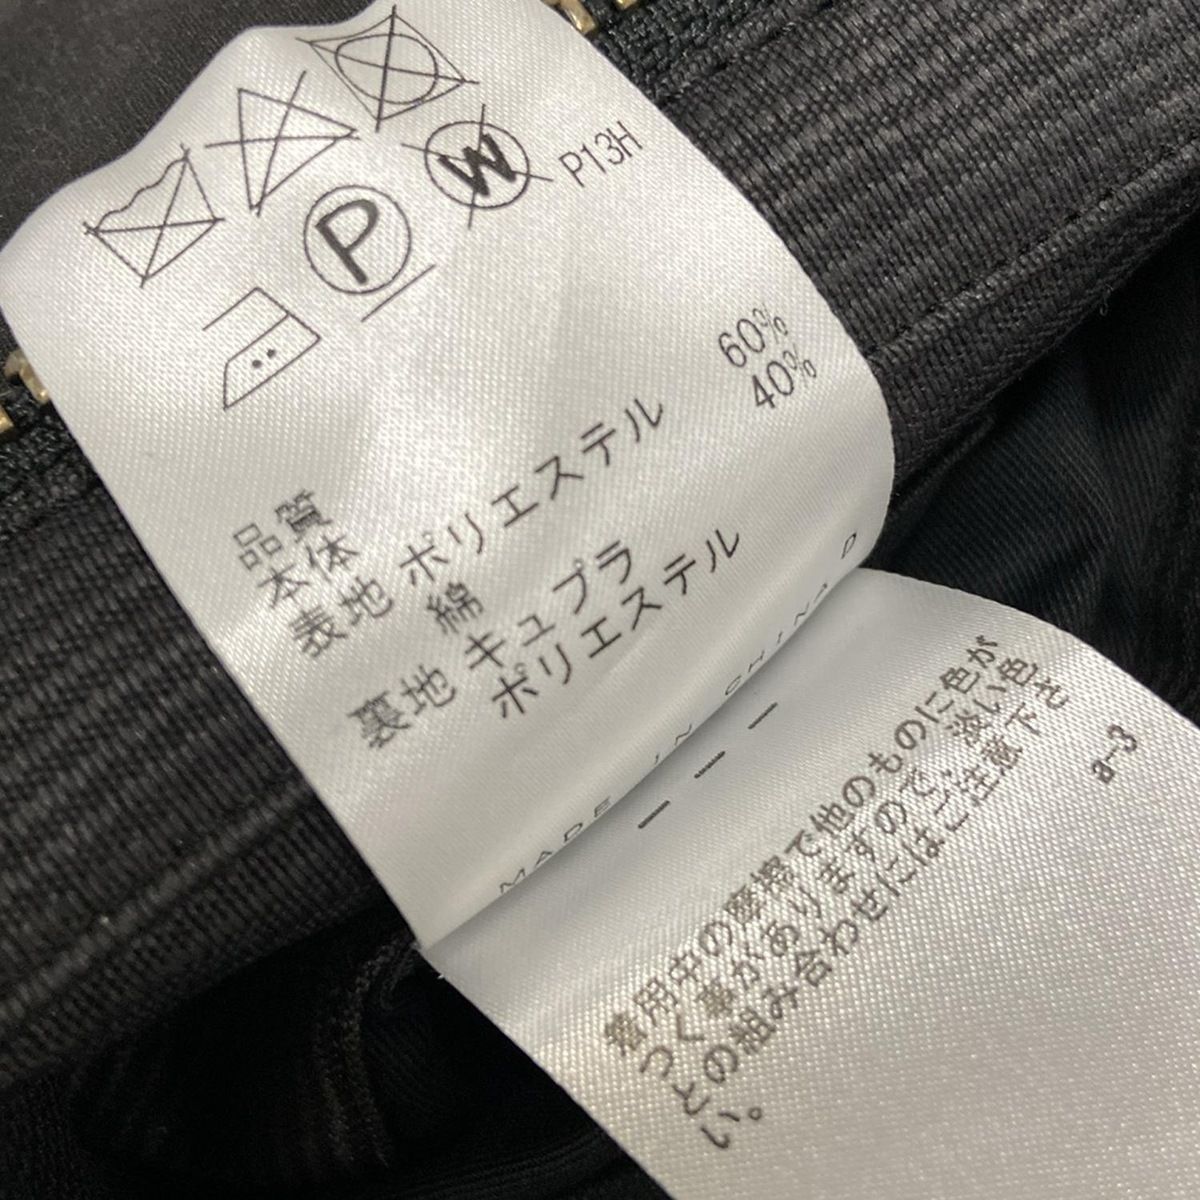 W
P13H
P
品質
本体
表地 ポリエステル 60%
綿 40%
裏地 キュプラ
ポリエステル
MADE IN CHINA D
着用中の摩擦で他のものに色が
つく事がありますので、淡い色
との組み合わせにはご注意下さ
い。
a-3